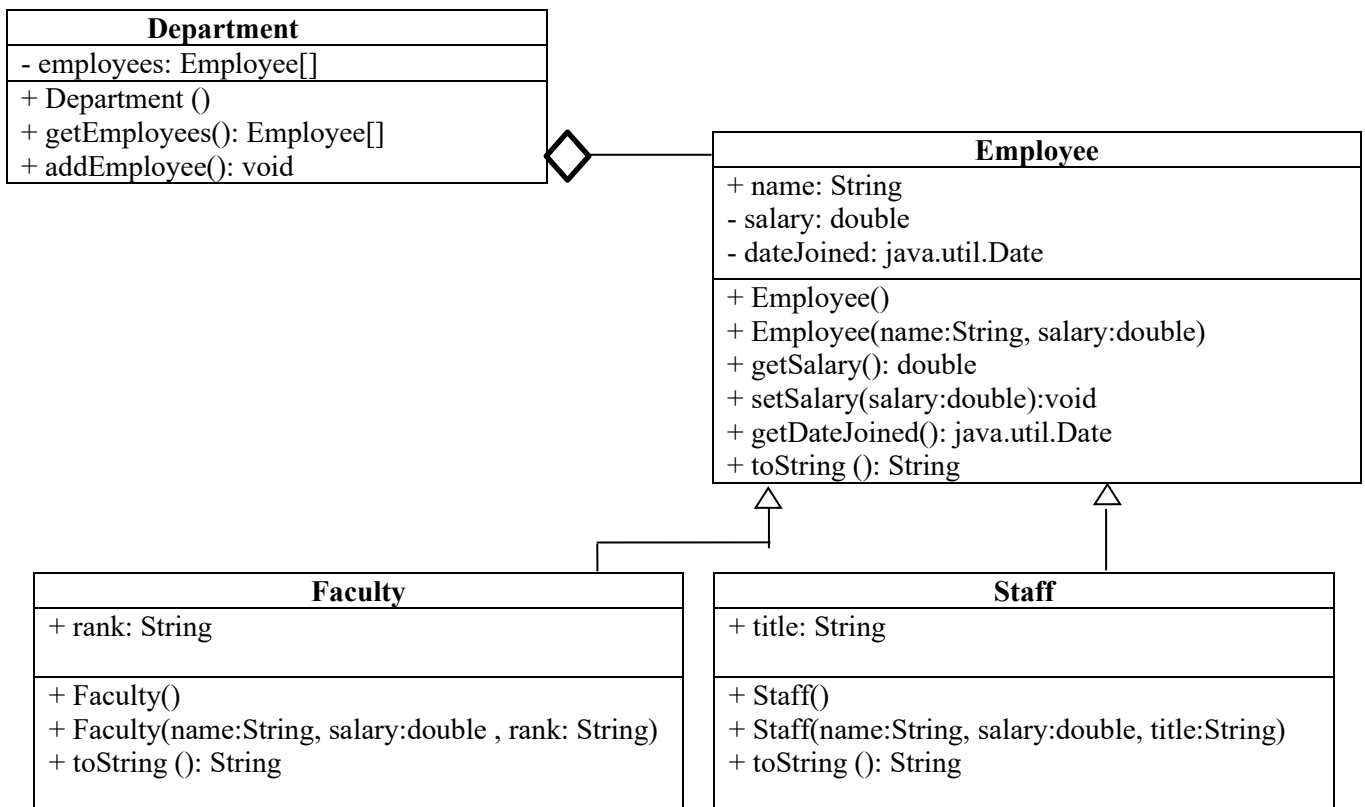 Department
- employees: Employee[]
+ Department ()
+ getEmployees(): Employee[]
+ addEmployee(): void
Employee
+ name: String
- salary: double
- dateJoined: java.util.Date
+ Employee()
+ Employee(name:String, salary:double)
+ getSalary(): double
+ setSalary(salary:double):void
+ getDateJoined(): java.util.Date
+ toString (): String
Faculty
+ rank: String
+ Faculty()
+ Faculty(name:String, salary:double , rank: String)
+ toString (): String
Staff
+ title: String
+ Staff()
+ Staff(name:String, salary:double, title:String)
+ toString (): String